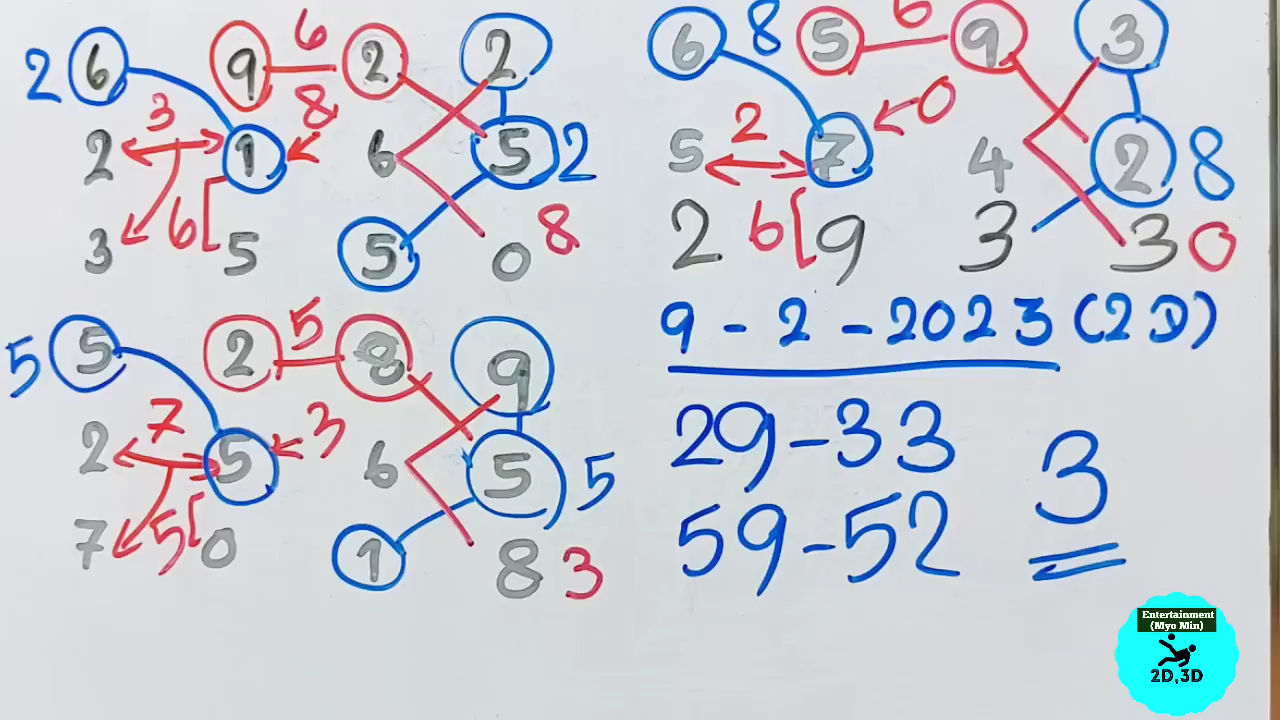 2 6 9 6 2 2
3 8
2 1 6 5 2
6
3 5 5 0 8
6 8 5 6 9 3
2 0
5 7 4 2 8
2 6 9 3 3 0
5 5 2 5 8 9
7 3
2 5 6 5 5
7 5 0 1 8 3
9 - 2 - 2023 (2D)
29 - 33
59 - 52
3
Entertainment
(Myo Min)
2D,3D